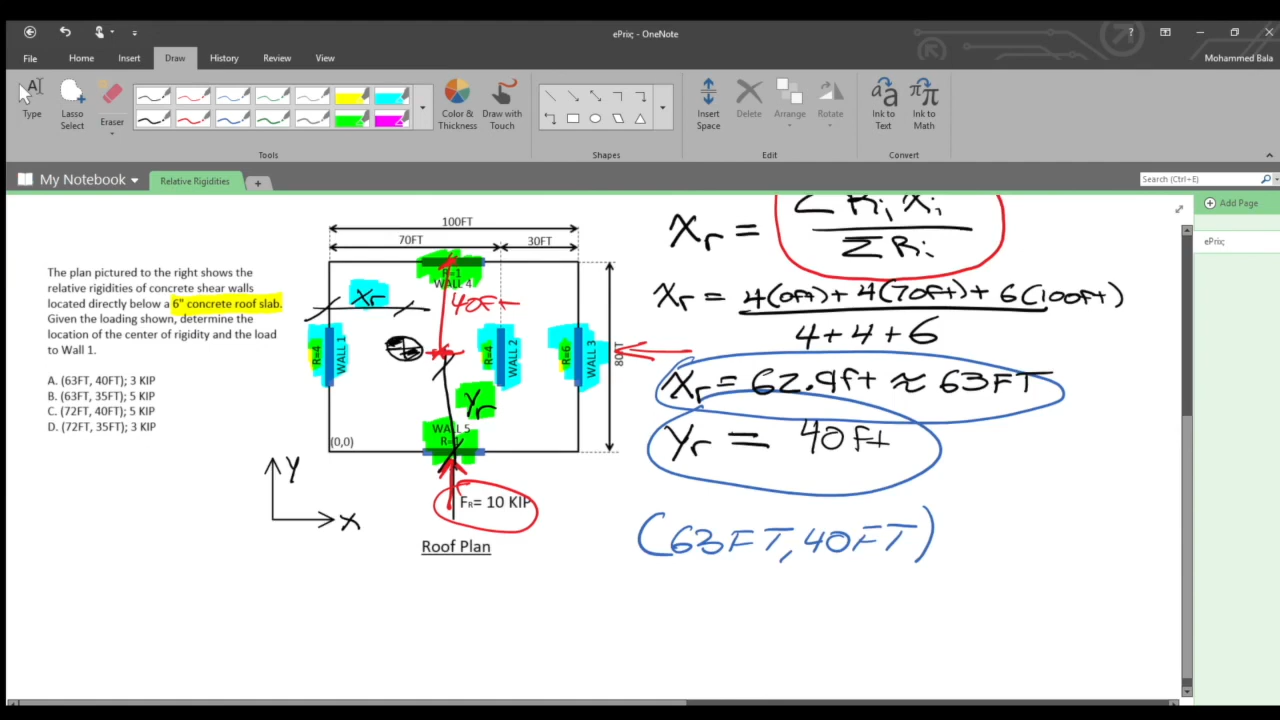 ePriς - OneNote
?
File
Home
Insert
Draw
History
Review
View
Mohammed Bala
Type
Lasso Select
Eraser
Color & Thickness
Draw with Touch
Insert Space
Delete
Arrange
Rotate
Ink to Text
Ink to Math
Tools
Shapes
Edit
Convert
My Notebook
Relative Rigidities
Search (Ctrl+E)
Add Page
ePriς
The plan pictured to the right shows the
relative rigidities of concrete shear walls
located directly below a 6" concrete roof slab.
Given the loading shown, determine the
location of the center of rigidity and the load
to Wall 1.
A. (63FT, 40FT); 3 KIP
B. (63FT, 35FT); 5 KIP
C. (72FT, 40FT); 5 KIP
D. (72FT, 35FT); 3 KIP
100FT
70FT
30FT
R=1
WALL 4
Xr
40FT
R=4
WALL 1
R=4
WALL 2
R=6
WALL 3
80FT
Yr
WALL 5
R=1
(0,0)
Y
X
FR= 10 KIP
Roof Plan
Xr = Σ Ri Xi
Σ Ri
Xr = 4(0ft) + 4(70ft) + 6(100ft)
4 + 4 + 6
Xr = 62.9ft ≈ 63FT
Yr = 40ft
(63FT, 40FT)